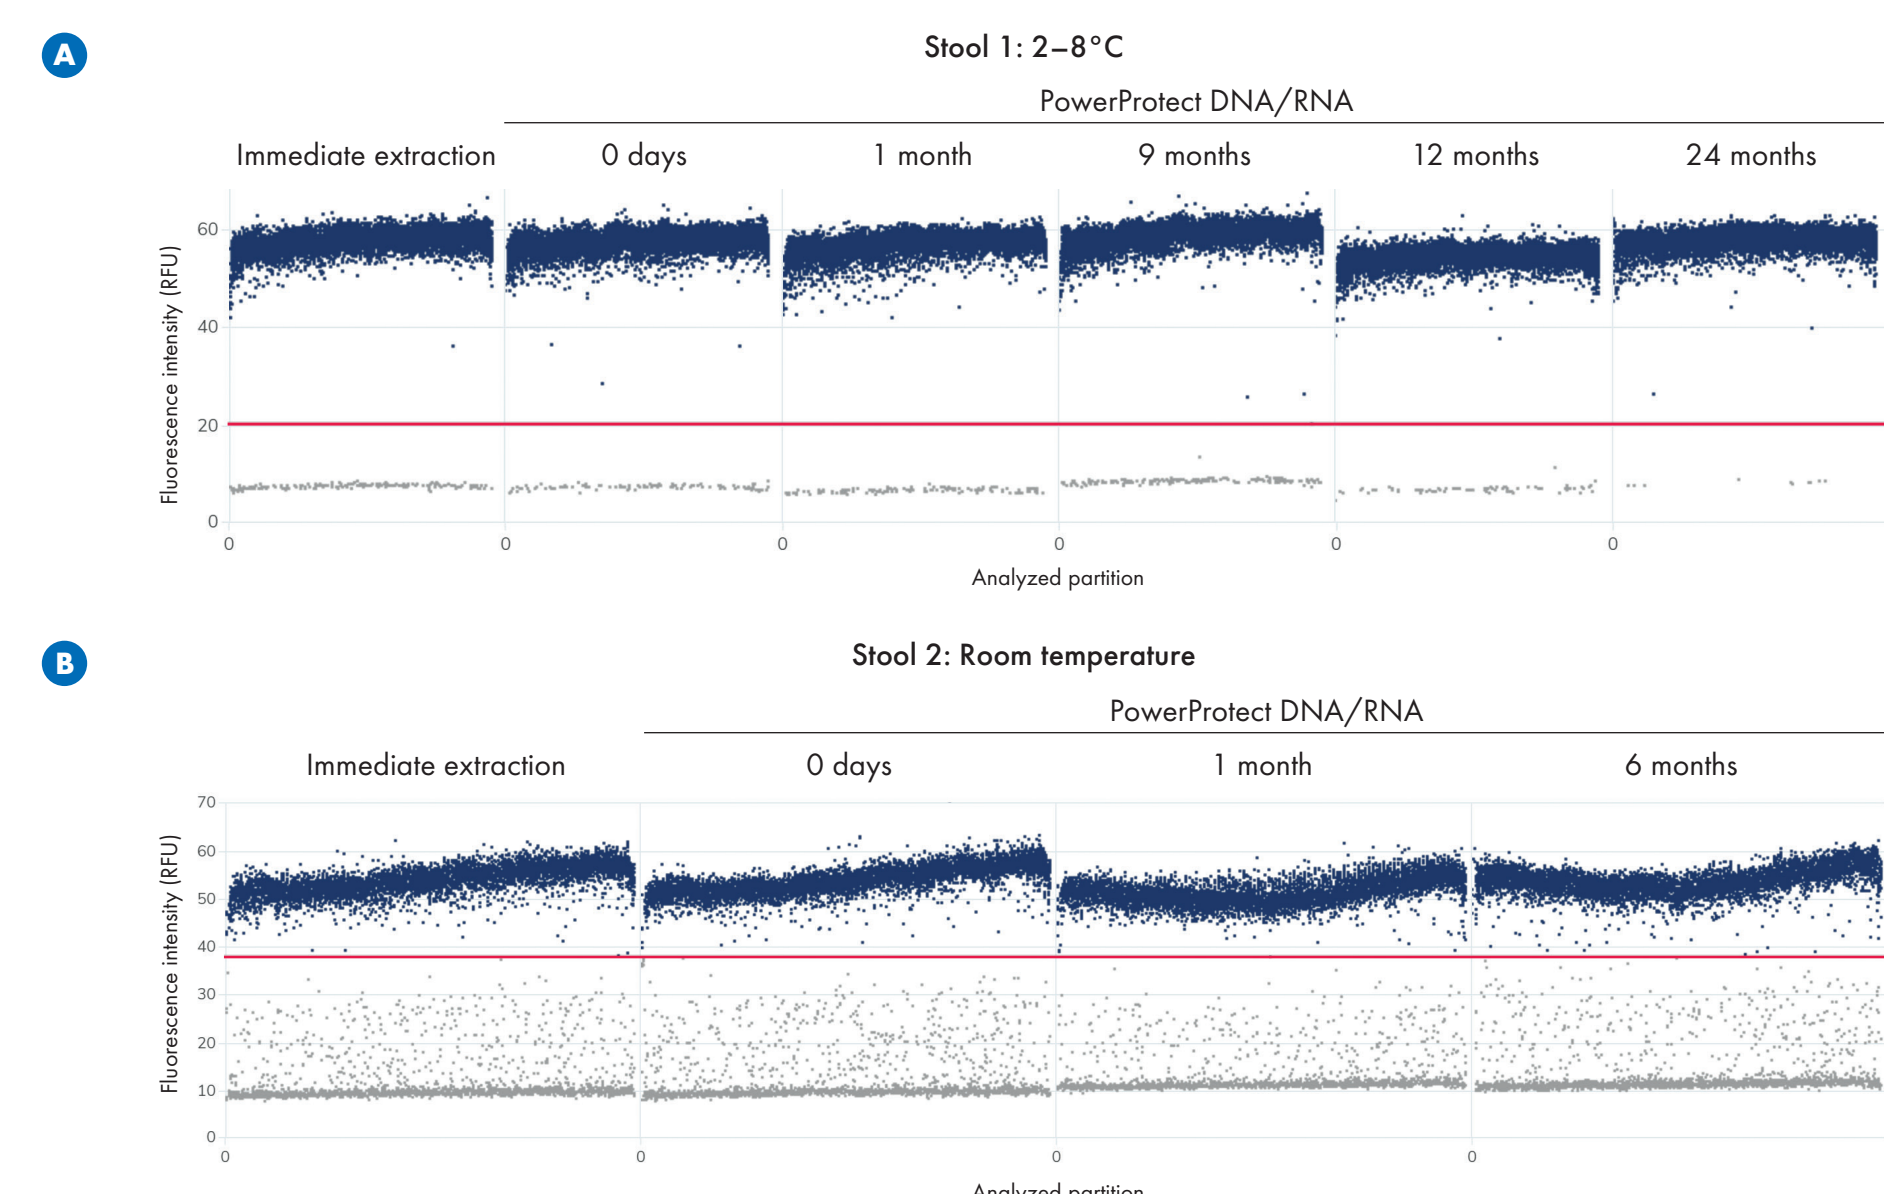 A
Stool 1: 2–8°C
PowerProtect DNA/RNA
Immediate extraction 0 days 1 month 9 months 12 months 24 months
Fluorescence intensity (RFU)
60
40
20
0
0 0 0 0 0 0
Analyzed partition
B
Stool 2: Room temperature
PowerProtect DNA/RNA
Immediate extraction 0 days 1 month 6 months
Fluorescence intensity (RFU)
70
60
50
40
30
20
10
0
0 0 0 0
Analyzed partition